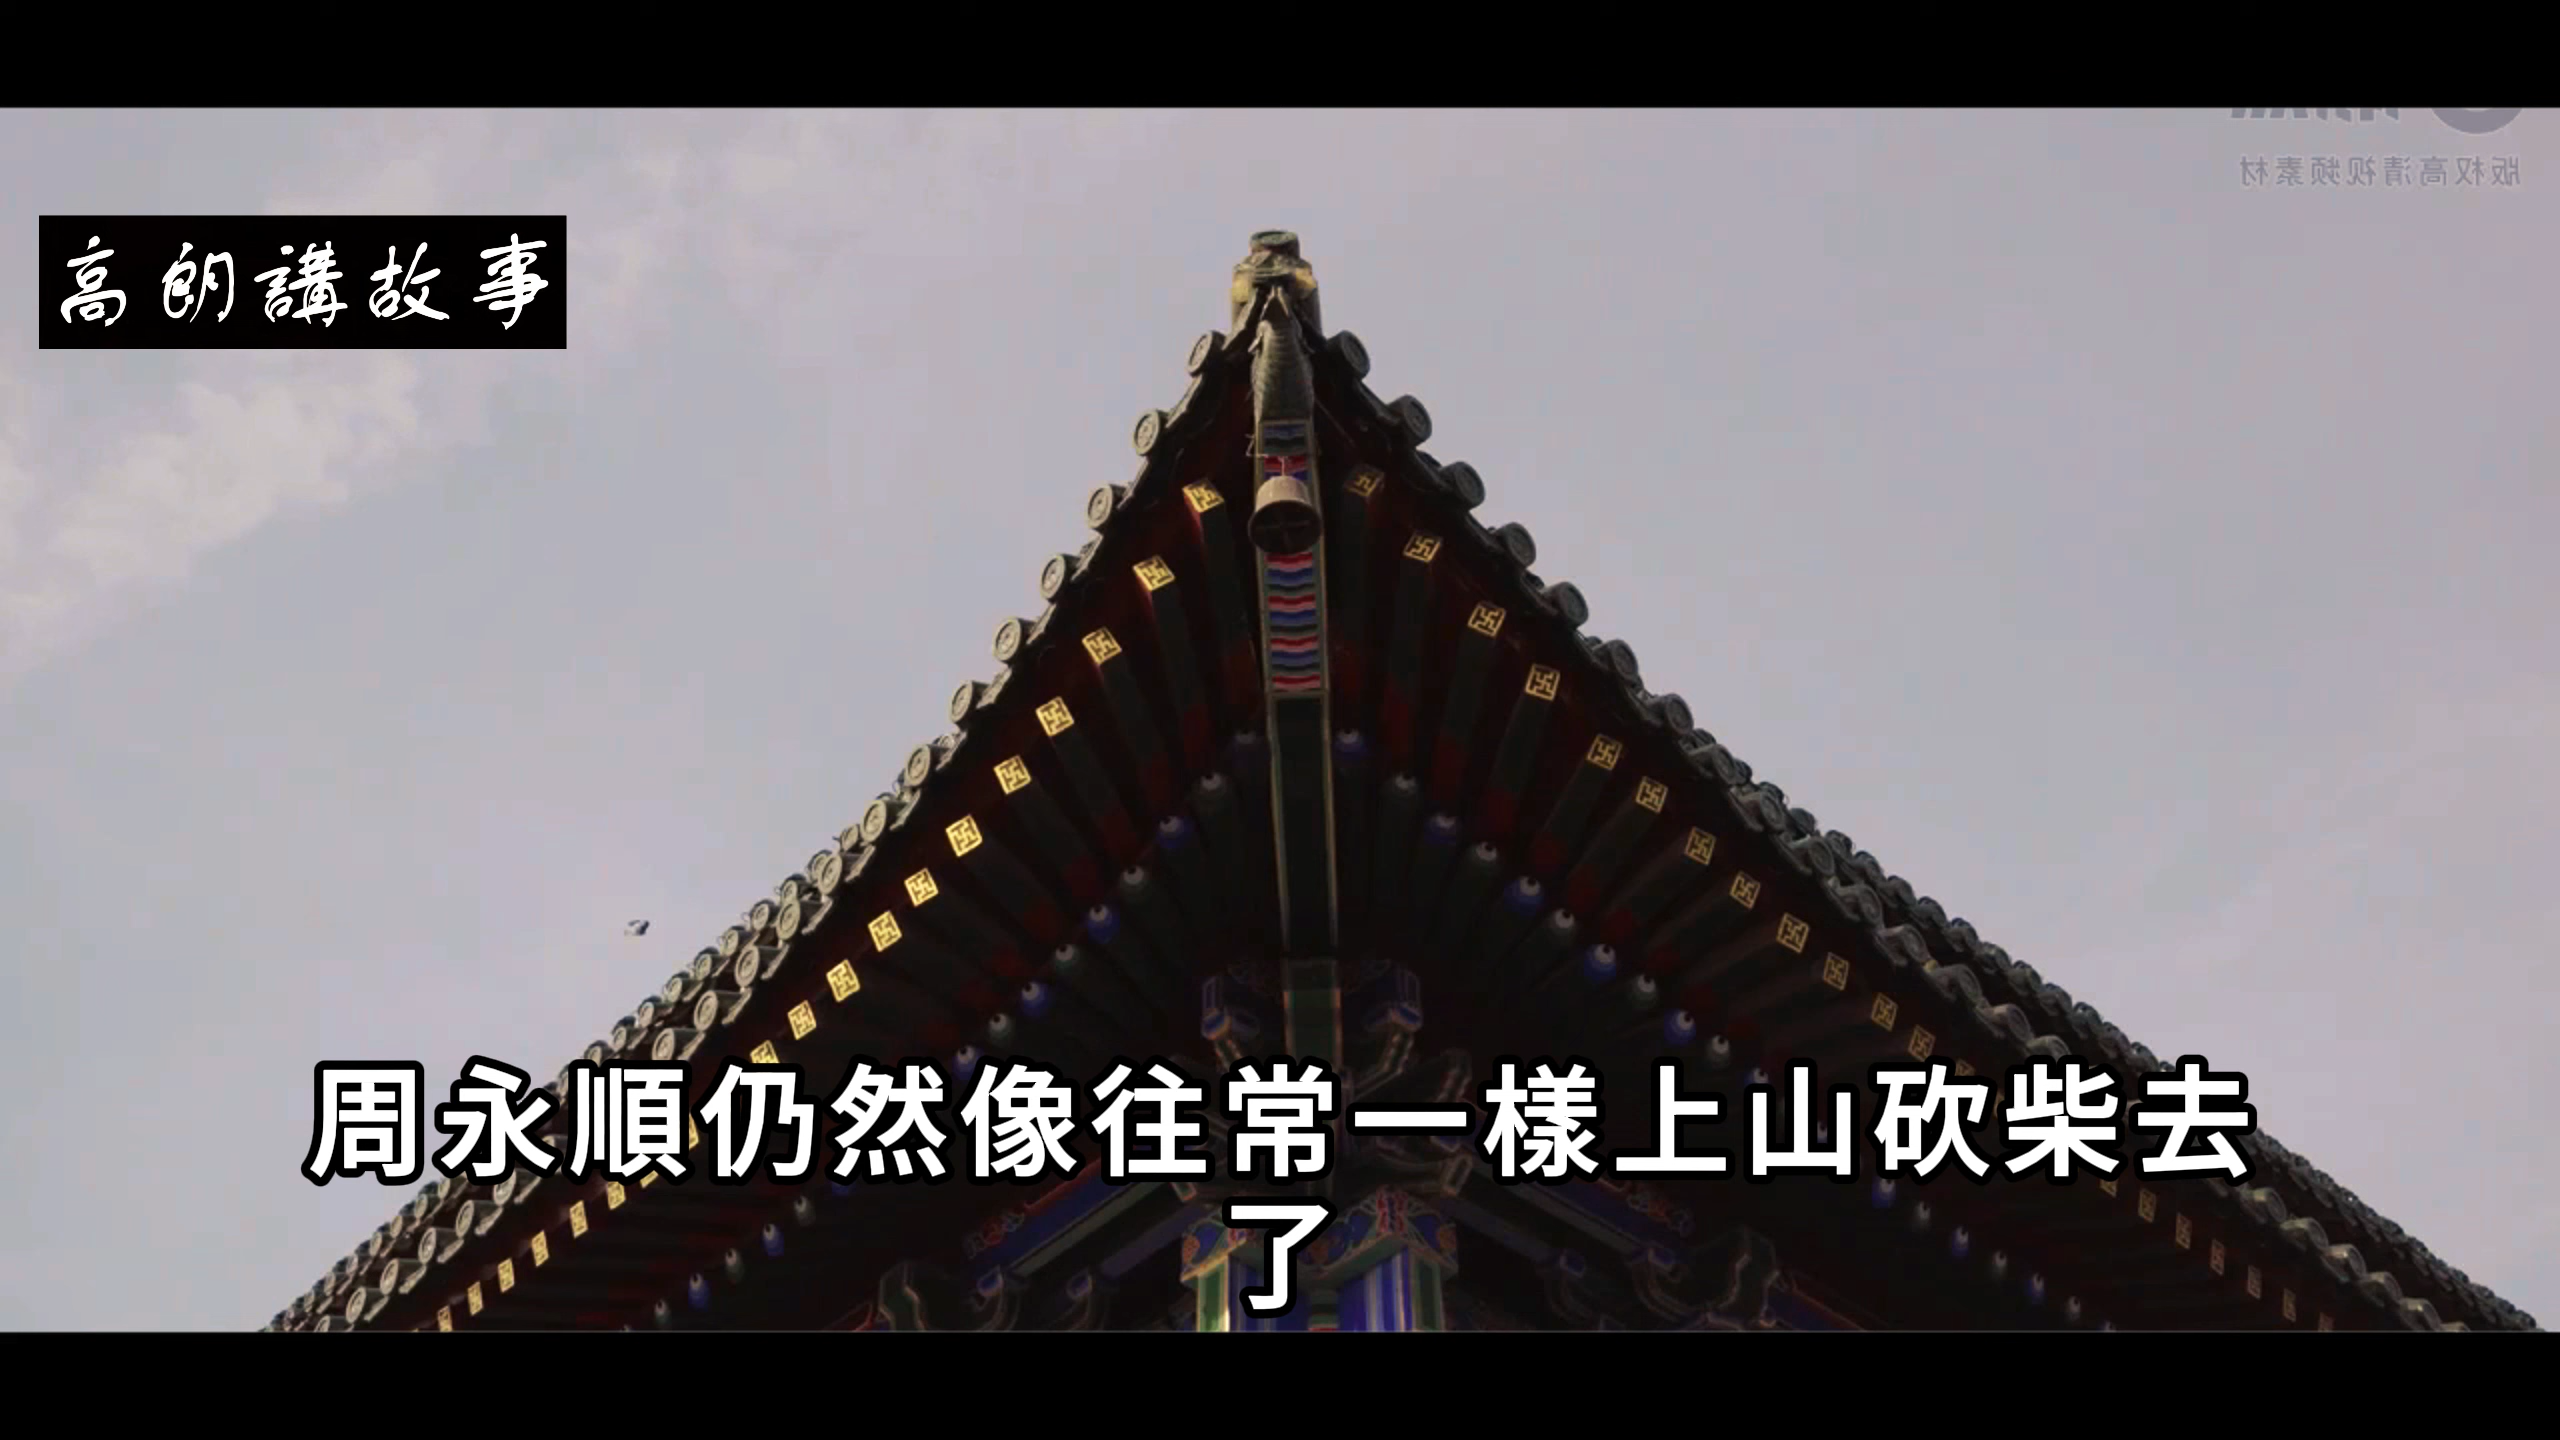 版权高清视频素材
高朗講故事
周永順仍然像往常一樣上山砍柴去
了